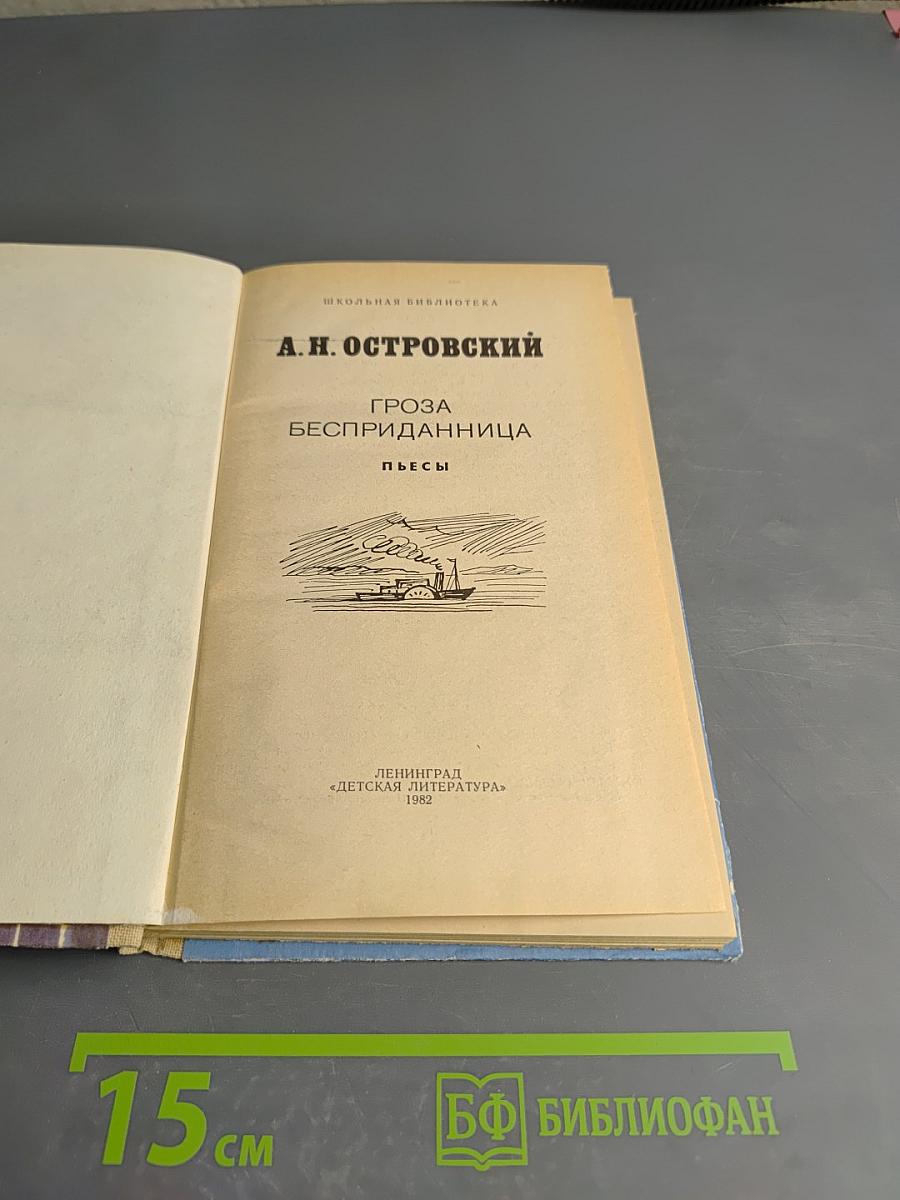 ШКОЛЬНАЯ БИБЛИОТЕКА
А. Н. ОСТРОВСКИЙ
ГРОЗА
БЕСПРИДАННИЦА
ПЬЕСЫ
ЛЕНИНГРАД
«ДЕТСКАЯ ЛИТЕРАТУРА»
1982
15 см
БФ БИБЛИОФАН